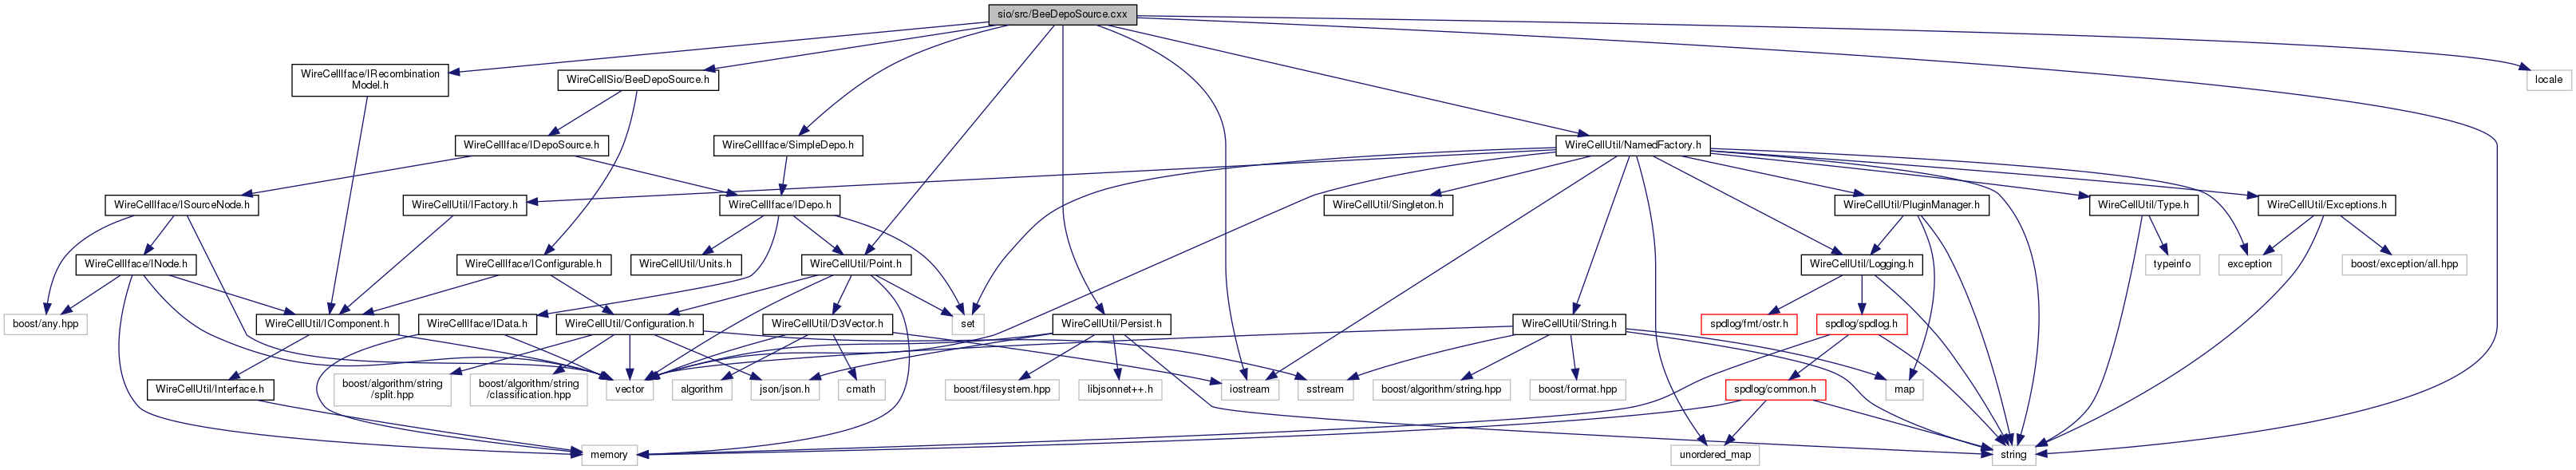 sio/src/BeeDepoSource.cxx
WireCellIface/IRecombination
Model.h
WireCellSio/BeeDepoSource.h
locale
WireCellIface/IDepoSource.h
WireCellIface/SimpleDepo.h
WireCellUtil/NamedFactory.h
WireCellIface/ISourceNode.h
WireCellUtil/IFactory.h
WireCellIface/IDepo.h
WireCellUtil/Singleton.h
WireCellUtil/PluginManager.h
WireCellUtil/Type.h
WireCellUtil/Exceptions.h
WireCellIface/INode.h
WireCellIface/IConfigurable.h
WireCellUtil/Units.h
WireCellUtil/Point.h
WireCellUtil/Logging.h
typeinfo
exception
boost/exception/all.hpp
boost/any.hpp
WireCellUtil/IComponent.h
WireCellIface/IData.h
WireCellUtil/Configuration.h
WireCellUtil/D3Vector.h
set
WireCellUtil/Persist.h
WireCellUtil/String.h
spdlog/fmt/ostr.h
spdlog/spdlog.h
WireCellUtil/Interface.h
boost/algorithm/string
/split.hpp
boost/algorithm/string
/classification.hpp
vector
algorithm
json/json.h
cmath
boost/filesystem.hpp
libjsonnet++.h
iostream
sstream
boost/algorithm/string.hpp
boost/format.hpp
spdlog/common.h
map
memory
unordered_map
string